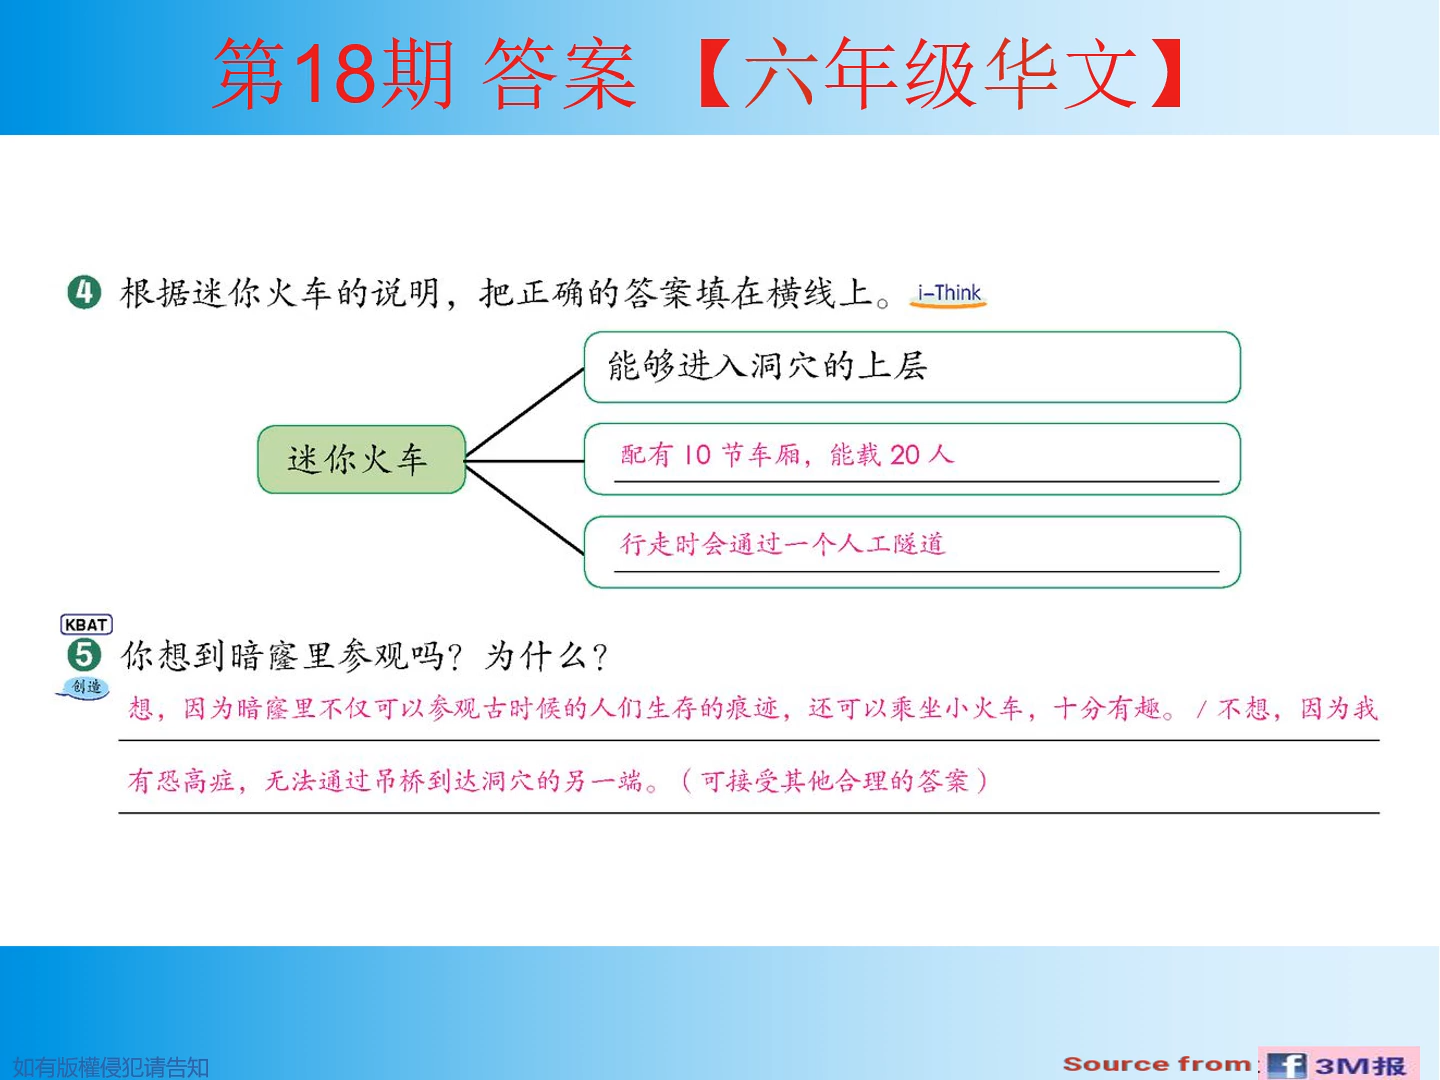 第18期 答案 【六年级华文】
4 根据迷你火车的说明，把正确的答案填在横线上。 i-Think
能够进入洞穴的上层
迷你火车
配有 10 节车厢，能载 20 人
行走时会通过一个人工隧道
KBAT
5 你想到暗窿里参观吗？为什么？
创造
想，因为暗窿里不仅可以参观古时候的人们生存的痕迹，还可以乘坐小火车，十分有趣。/ 不想，因为我
有恐高症，无法通过吊桥到达洞穴的另一端。（可接受其他合理的答案）
如有版權侵犯请告知
Source from : f 3M报